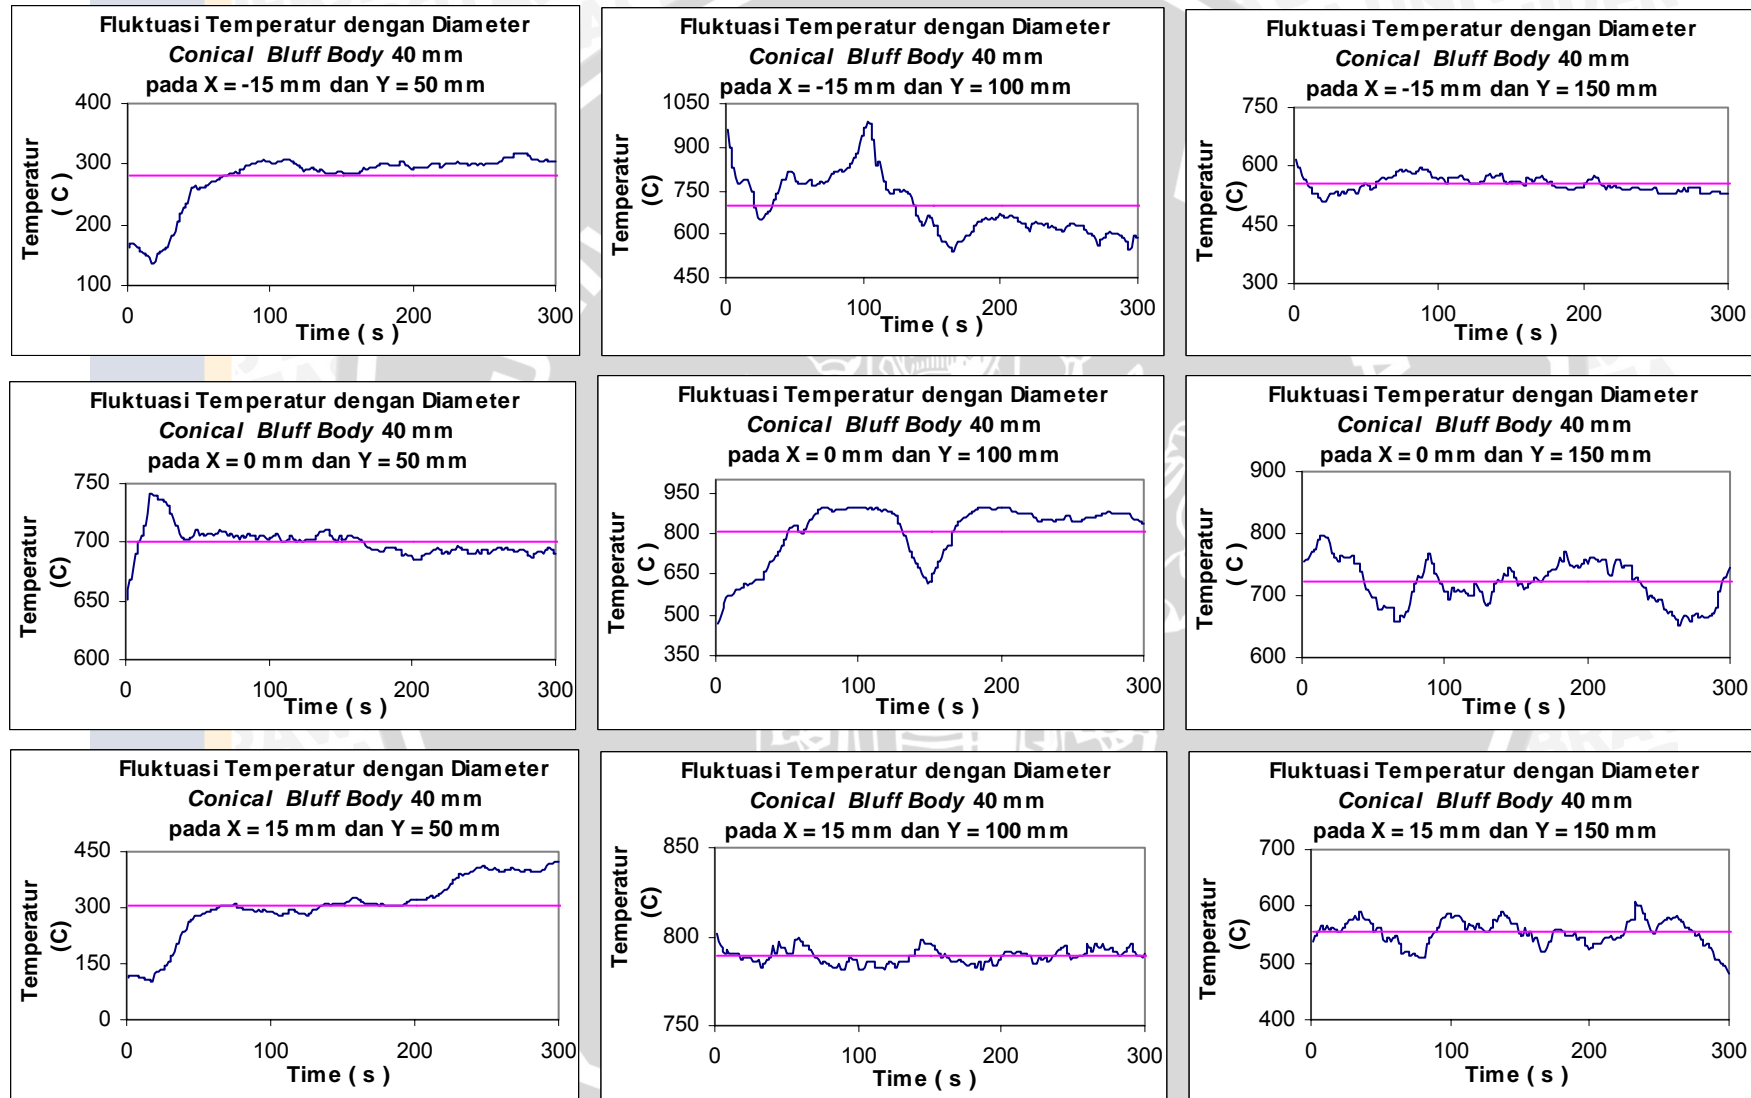 Fluktuasi Temperatur dengan Diameter
Conical Bluff Body 40 mm
pada X = -15 mm dan Y = 50 mm
400
300
200
100
0
100
200
300
Temperatur
( C )
Time ( s )
Fluktuasi Temperatur dengan Diameter
Conical Bluff Body 40 mm
pada X = -15 mm dan Y = 100 mm
1050
900
750
600
450
0
100
200
300
Temperatur
(C)
Time ( s )
Fluktuasi Temperatur dengan Diameter
Conical Bluff Body 40 mm
pada X = -15 mm dan Y = 150 mm
750
600
450
300
0
100
200
300
Temperatur
(C)
Time ( s )
Fluktuasi Temperatur dengan Diameter
Conical Bluff Body 40 mm
pada X = 0 mm dan Y = 50 mm
750
700
650
600
0
100
200
300
Temperatur
(C)
Time ( s )
Fluktuasi Temperatur dengan Diameter
Conical Bluff Body 40 mm
pada X = 0 mm dan Y = 100 mm
950
800
650
500
350
0
100
200
300
Temperatur
( C )
Time ( s )
Fluktuasi Temperatur dengan Diameter
Conical Bluff Body 40 mm
pada X = 0 mm dan Y = 150 mm
900
800
700
600
0
100
200
300
Temperatur
( C )
Time ( s )
Fluktuasi Temperatur dengan Diameter
Conical Bluff Body 40 mm
pada X = 15 mm dan Y = 50 mm
450
300
150
0
0
100
200
300
Temperatur
(C)
Time ( s )
Fluktuasi Temperatur dengan Diameter
Conical Bluff Body 40 mm
pada X = 15 mm dan Y = 100 mm
850
800
750
0
100
200
300
Temperatur
(C)
Time ( s )
Fluktuasi Temperatur dengan Diameter
Conical Bluff Body 40 mm
pada X = 15 mm dan Y = 150 mm
700
600
500
400
0
100
200
300
Temperatur
(C)
Time ( s )